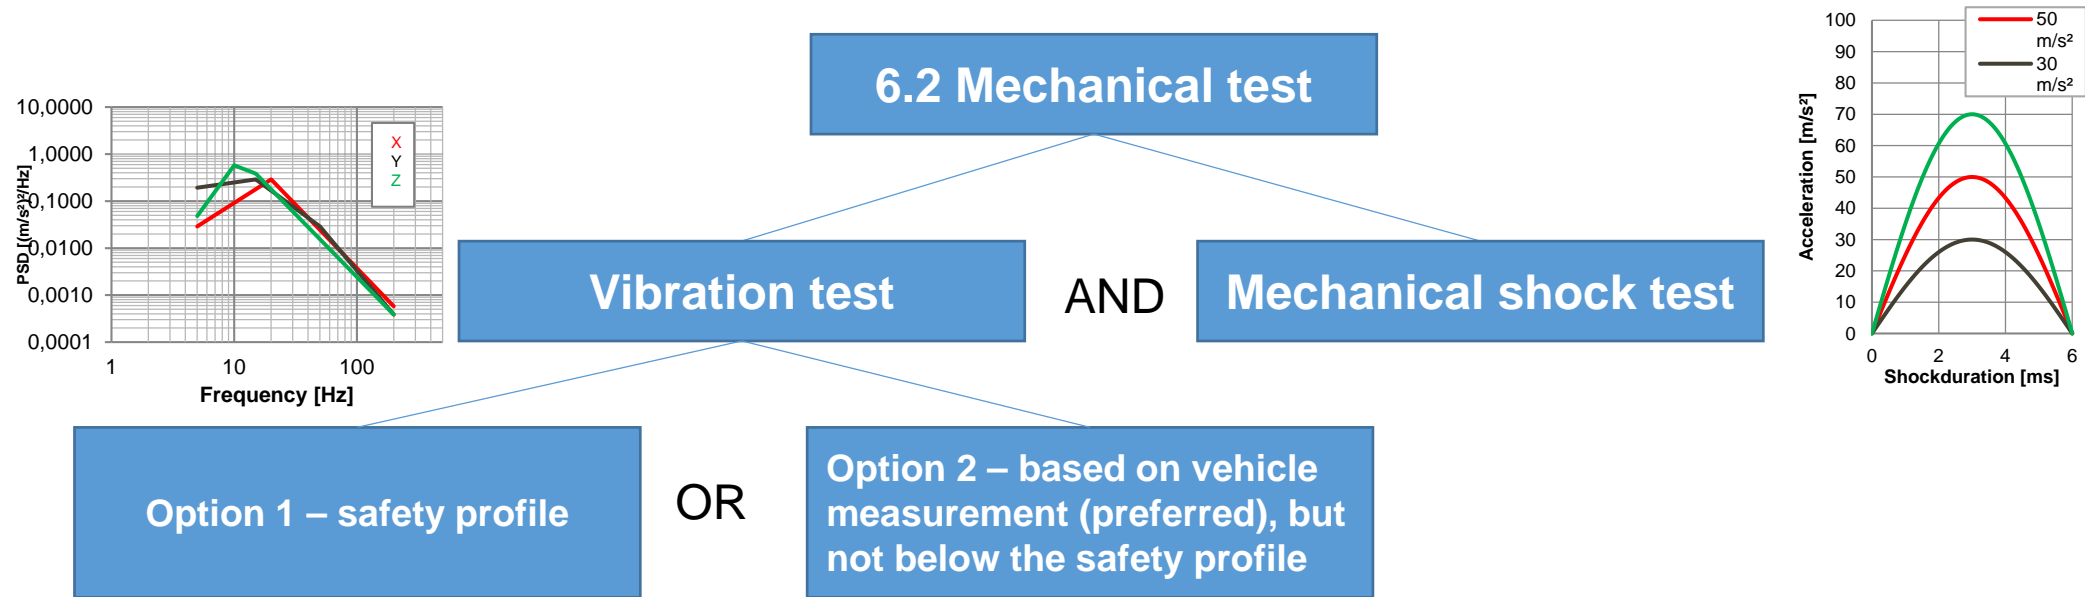 6.2 Mechanical test
10,0000
1,0000
0,1000
0,0100
0,0010
0,0001
PSD [(m/s²)²/Hz]
X
Y
Z
1 10 100
Frequency [Hz]
Vibration test
AND
Mechanical shock test
Option 1 – safety profile
OR
Option 2 – based on vehicle
measurement (preferred), but
not below the safety profile
50
m/s²
30
m/s²
100
90
80
70
60
50
40
30
20
10
0
Acceleration [m/s²]
0 2 4 6
Shockduration [ms]